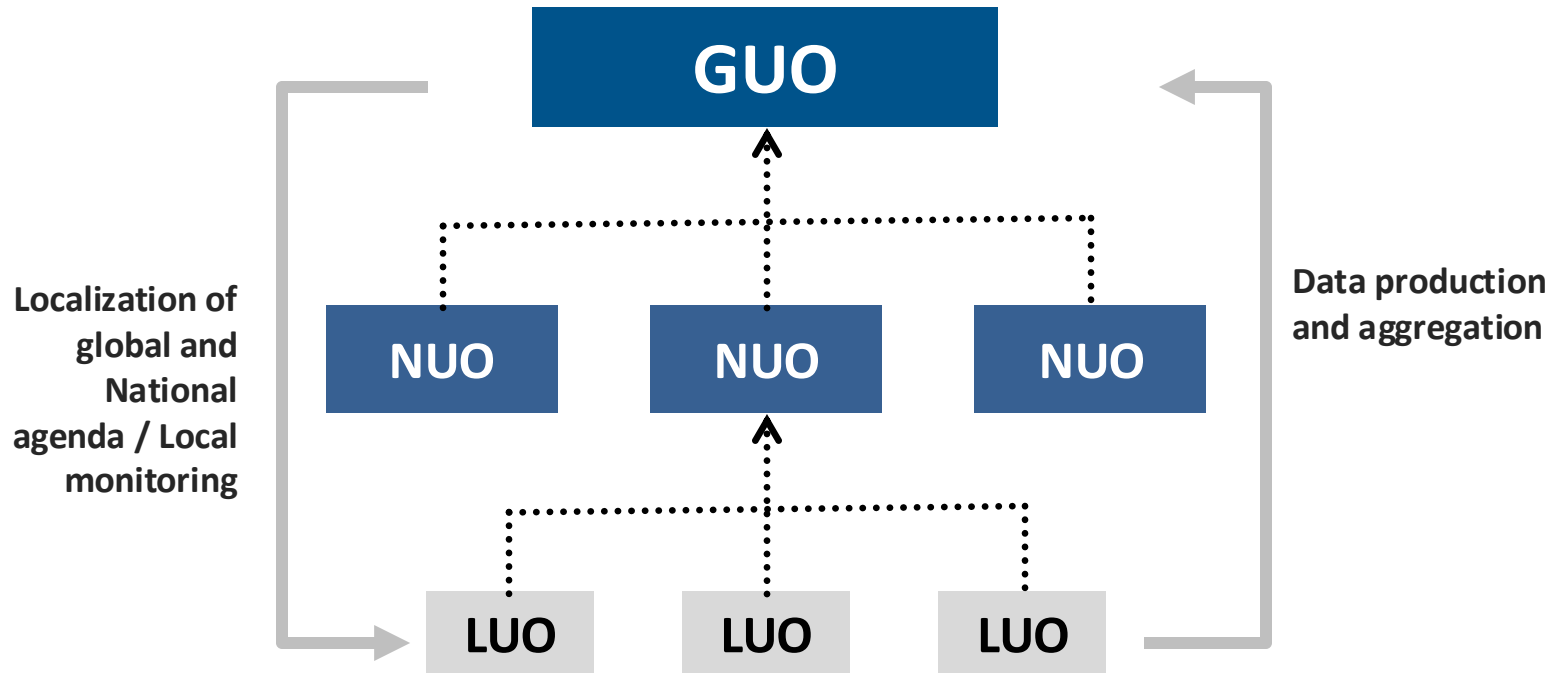 GUO
Localization of
global and
National
agenda / Local
monitoring
NUO
NUO
NUO
Data production
and aggregation
LUO
LUO
LUO